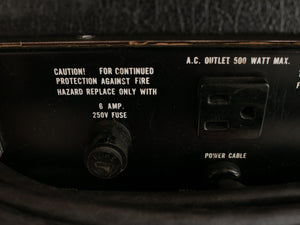 A.C. OUTLET 500 WATT MAX.
CAUTION! FOR CONTINUED
PROTECTION AGAINST FIRE
HAZARD REPLACE ONLY WITH
6 AMP.
250V FUSE
POWER CABLE